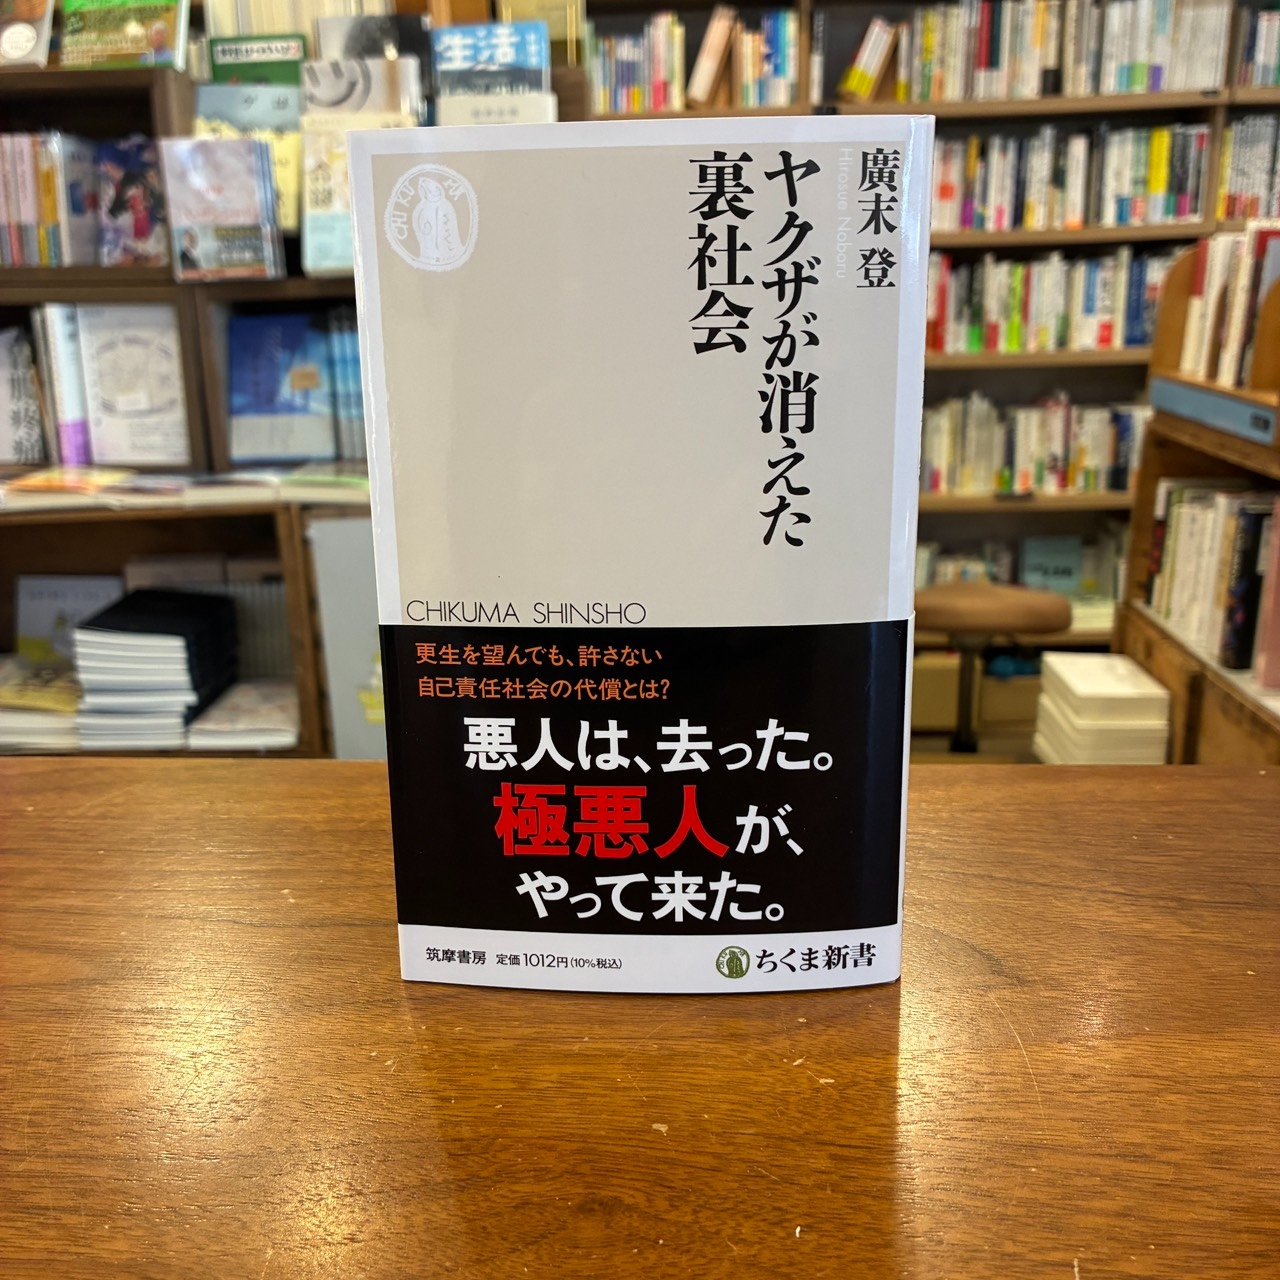 廣末 登
Hirosue Noboru
ヤクザが消えた
裏社会
CHIKUMA
CHIKUMA SHINSHO
更生を望んでも、許さない
自己責任社会の代償とは?
悪人は、去った。
極悪人が、
やって来た。
筑摩書房 定価1012円(10%税込)
ちくま新書
生活